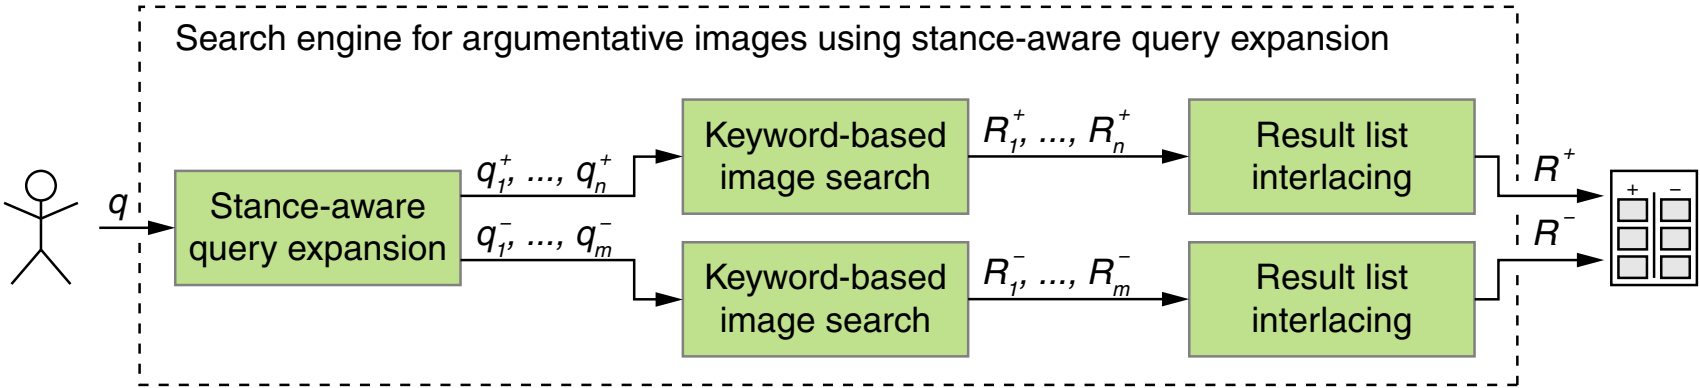 Search engine for argumentative images using stance-aware query expansion
q
Stance-aware
query expansion
q₁⁺, ..., qₙ⁺
q₁⁻, ..., qₘ⁻
Keyword-based
image search
Keyword-based
image search
R₁⁺, ..., Rₙ⁺
R₁⁻, ..., Rₘ⁻
Result list
interlacing
Result list
interlacing
R⁺
R⁻
+ −